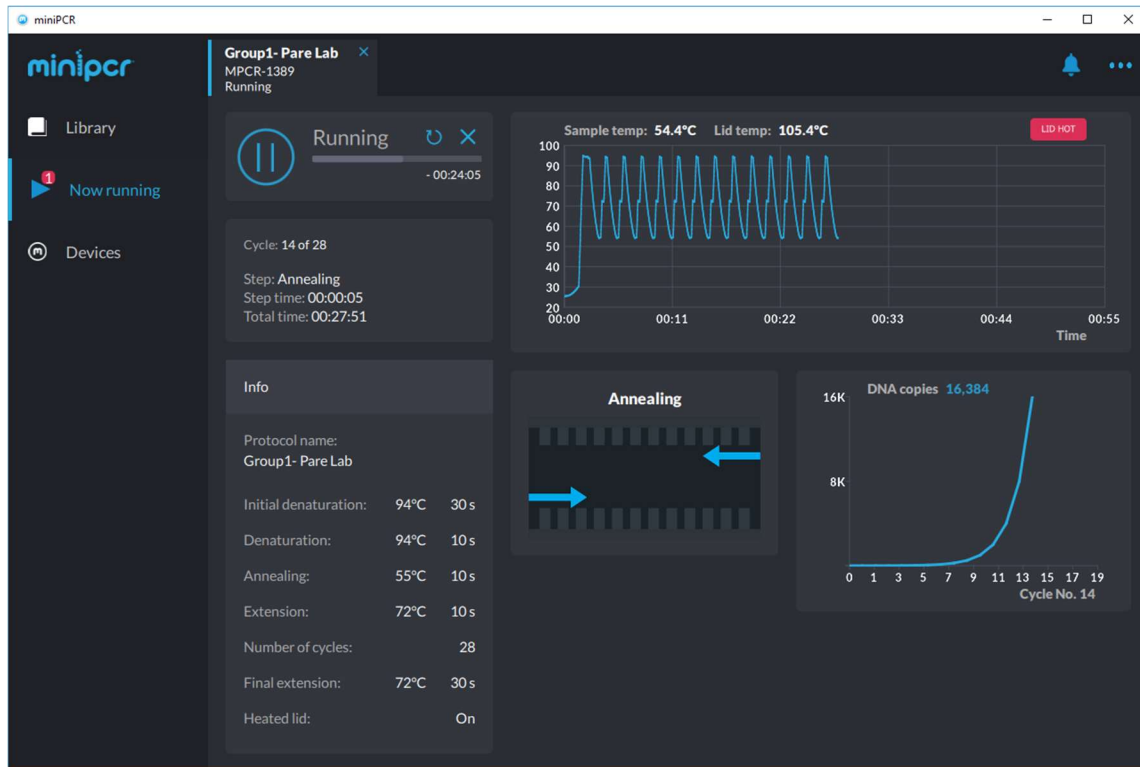 miniPCR
minipcr
Group1- Pare Lab
MPCR-1389
Running
Library
1
Now running
Devices
Running
- 00:24:05
Cycle: 14 of 28
Step: Annealing
Step time: 00:00:05
Total time: 00:27:51
Info
Protocol name:
Group1- Pare Lab
Initial denaturation: 94°C 30 s
Denaturation: 94°C 10 s
Annealing: 55°C 10 s
Extension: 72°C 10 s
Number of cycles: 28
Final extension: 72°C 30 s
Heated lid: On
Sample temp: 54.4°C Lid temp: 105.4°C
LID HOT
100
90
80
70
60
50
40
30
20
00:00 00:11 00:22 00:33 00:44 00:55
Time
Annealing
DNA copies 16,384
16K
8K
0 1 3 5 7 9 11 13 15 17 19
Cycle No. 14